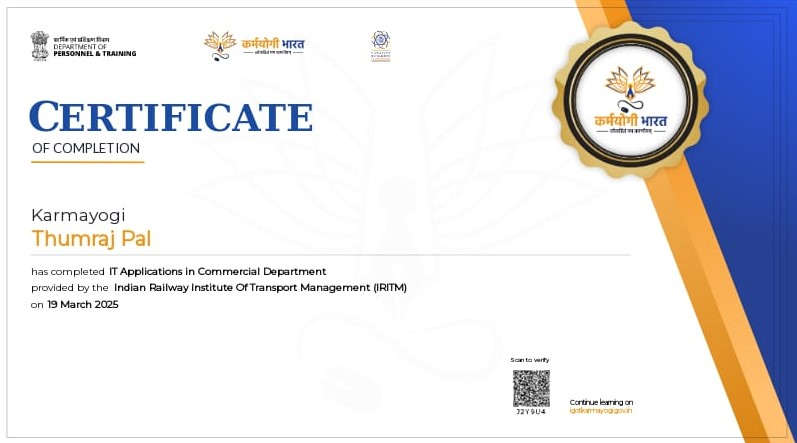 कार्मिक एवं प्रशिक्षण विभाग
DEPARTMENT OF
PERSONNEL & TRAINING
कर्मयोगी भारत
CERTIFICATE
OF COMPLETION
कर्मयोगी भारत
Karmayogi
Thumraj Pal
has completed IT Applications in Commercial Department
provided by the Indian Railway Institute Of Transport Management (IRITM)
on 19 March 2025
Scan to verify
J2Y9U4
Continue learning on
igotkarmayogi.gov.in